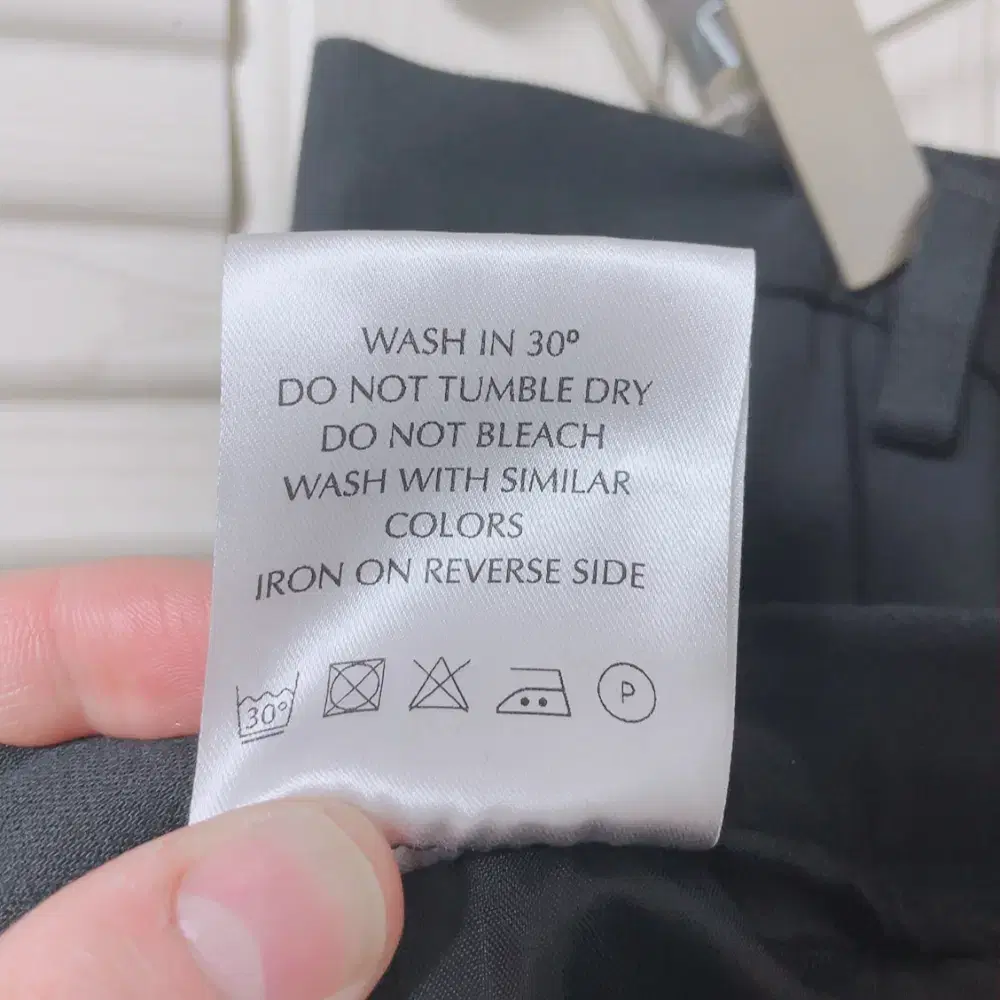 WASH IN 30º
DO NOT TUMBLE DRY
DO NOT BLEACH
WASH WITH SIMILAR
COLORS
IRON ON REVERSE SIDE
30° P